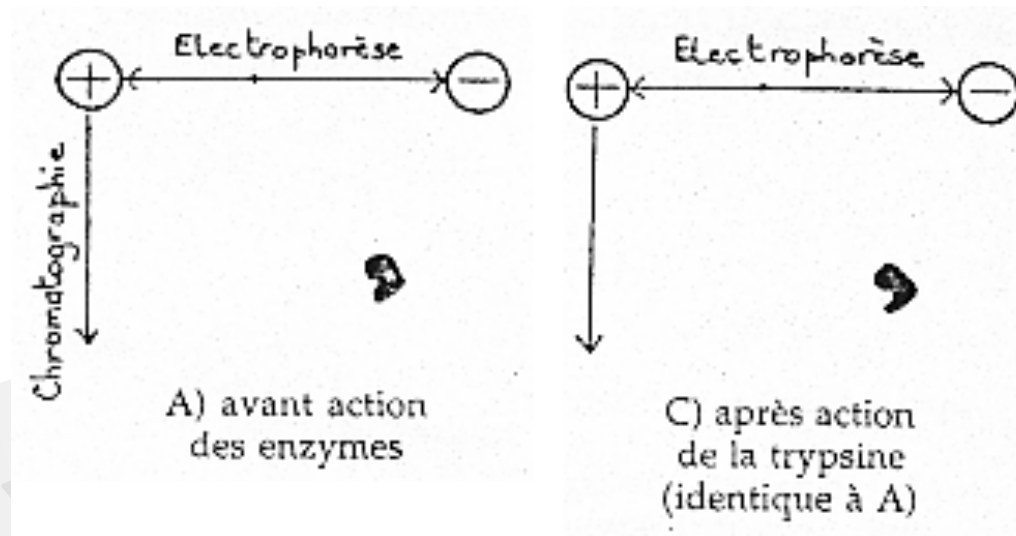 Electrophorèse
+
−
Chromatographie
A) avant action
des enzymes
Electrophorèse
+
−
C) après action
de la trypsine
(identique à A)